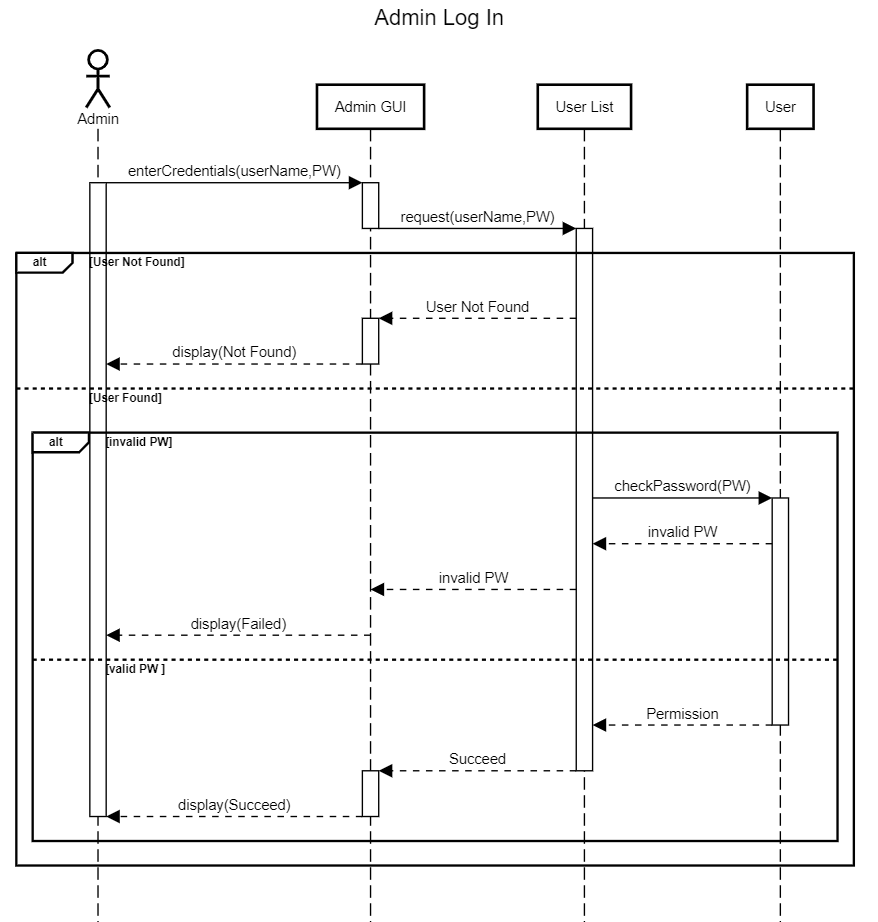 Admin Log In
Admin
Admin GUI
User List
User
enterCredentials(userName,PW)
request(userName,PW)
alt
[User Not Found]
User Not Found
display(Not Found)
[User Found]
alt
[invalid PW]
checkPassword(PW)
invalid PW
invalid PW
display(Failed)
[valid PW ]
Permission
Succeed
display(Succeed)